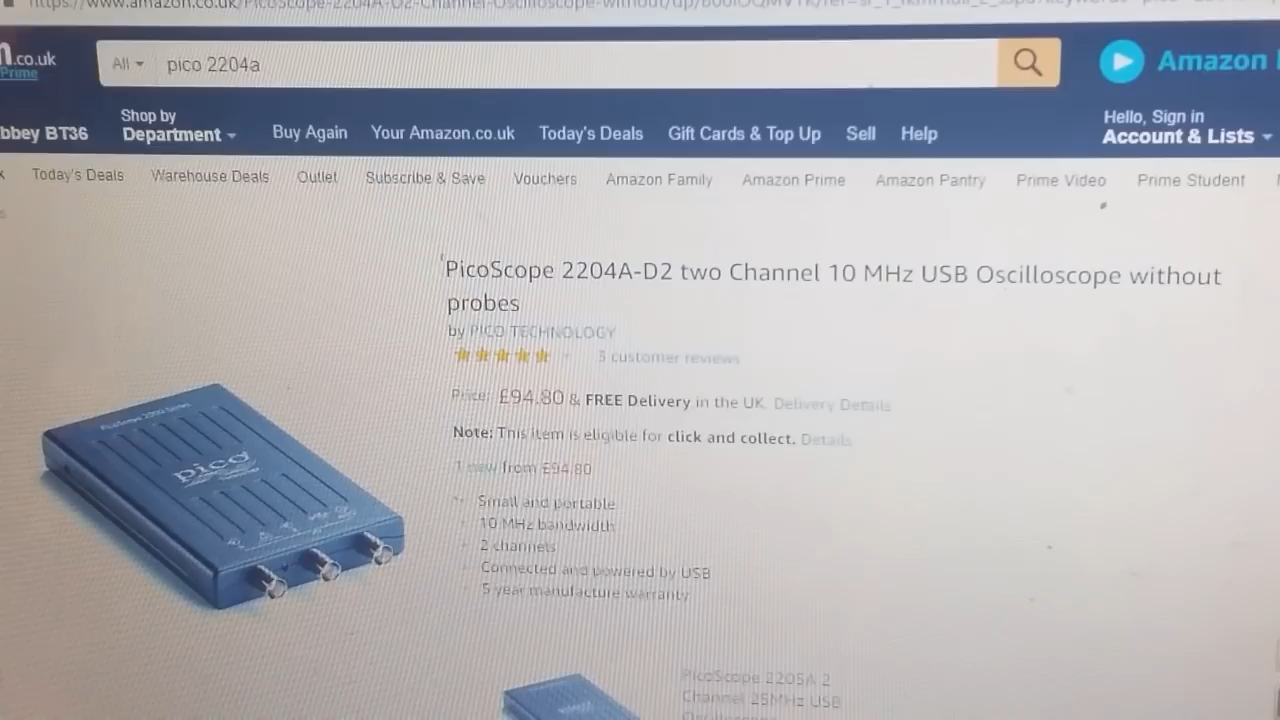 .co.uk
Prime
All
pico 2204a
Amazon
bbey BT36
Shop by
Department
Buy Again
Your Amazon.co.uk
Today's Deals
Gift Cards & Top Up
Sell
Help
Hello, Sign in
Account & Lists
Today's Deals
Warehouse Deals
Outlet
Subscribe & Save
Vouchers
Amazon Family
Amazon Prime
Amazon Pantry
Prime Video
Prime Student
PicoScope 2204A-D2 two Channel 10 MHz USB Oscilloscope without
probes
by PICO TECHNOLOGY
3 customer reviews
Price: £94.80 & FREE Delivery in the UK. Delivery Details
Note: This item is eligible for click and collect. Details
1 new from £94.80
Small and portable
10 MHz bandwidth
2 channels
Connected and powered by USB
5 year manufacture warranty
pico
PicoScope 2205A 2
Channel 25MHz USB